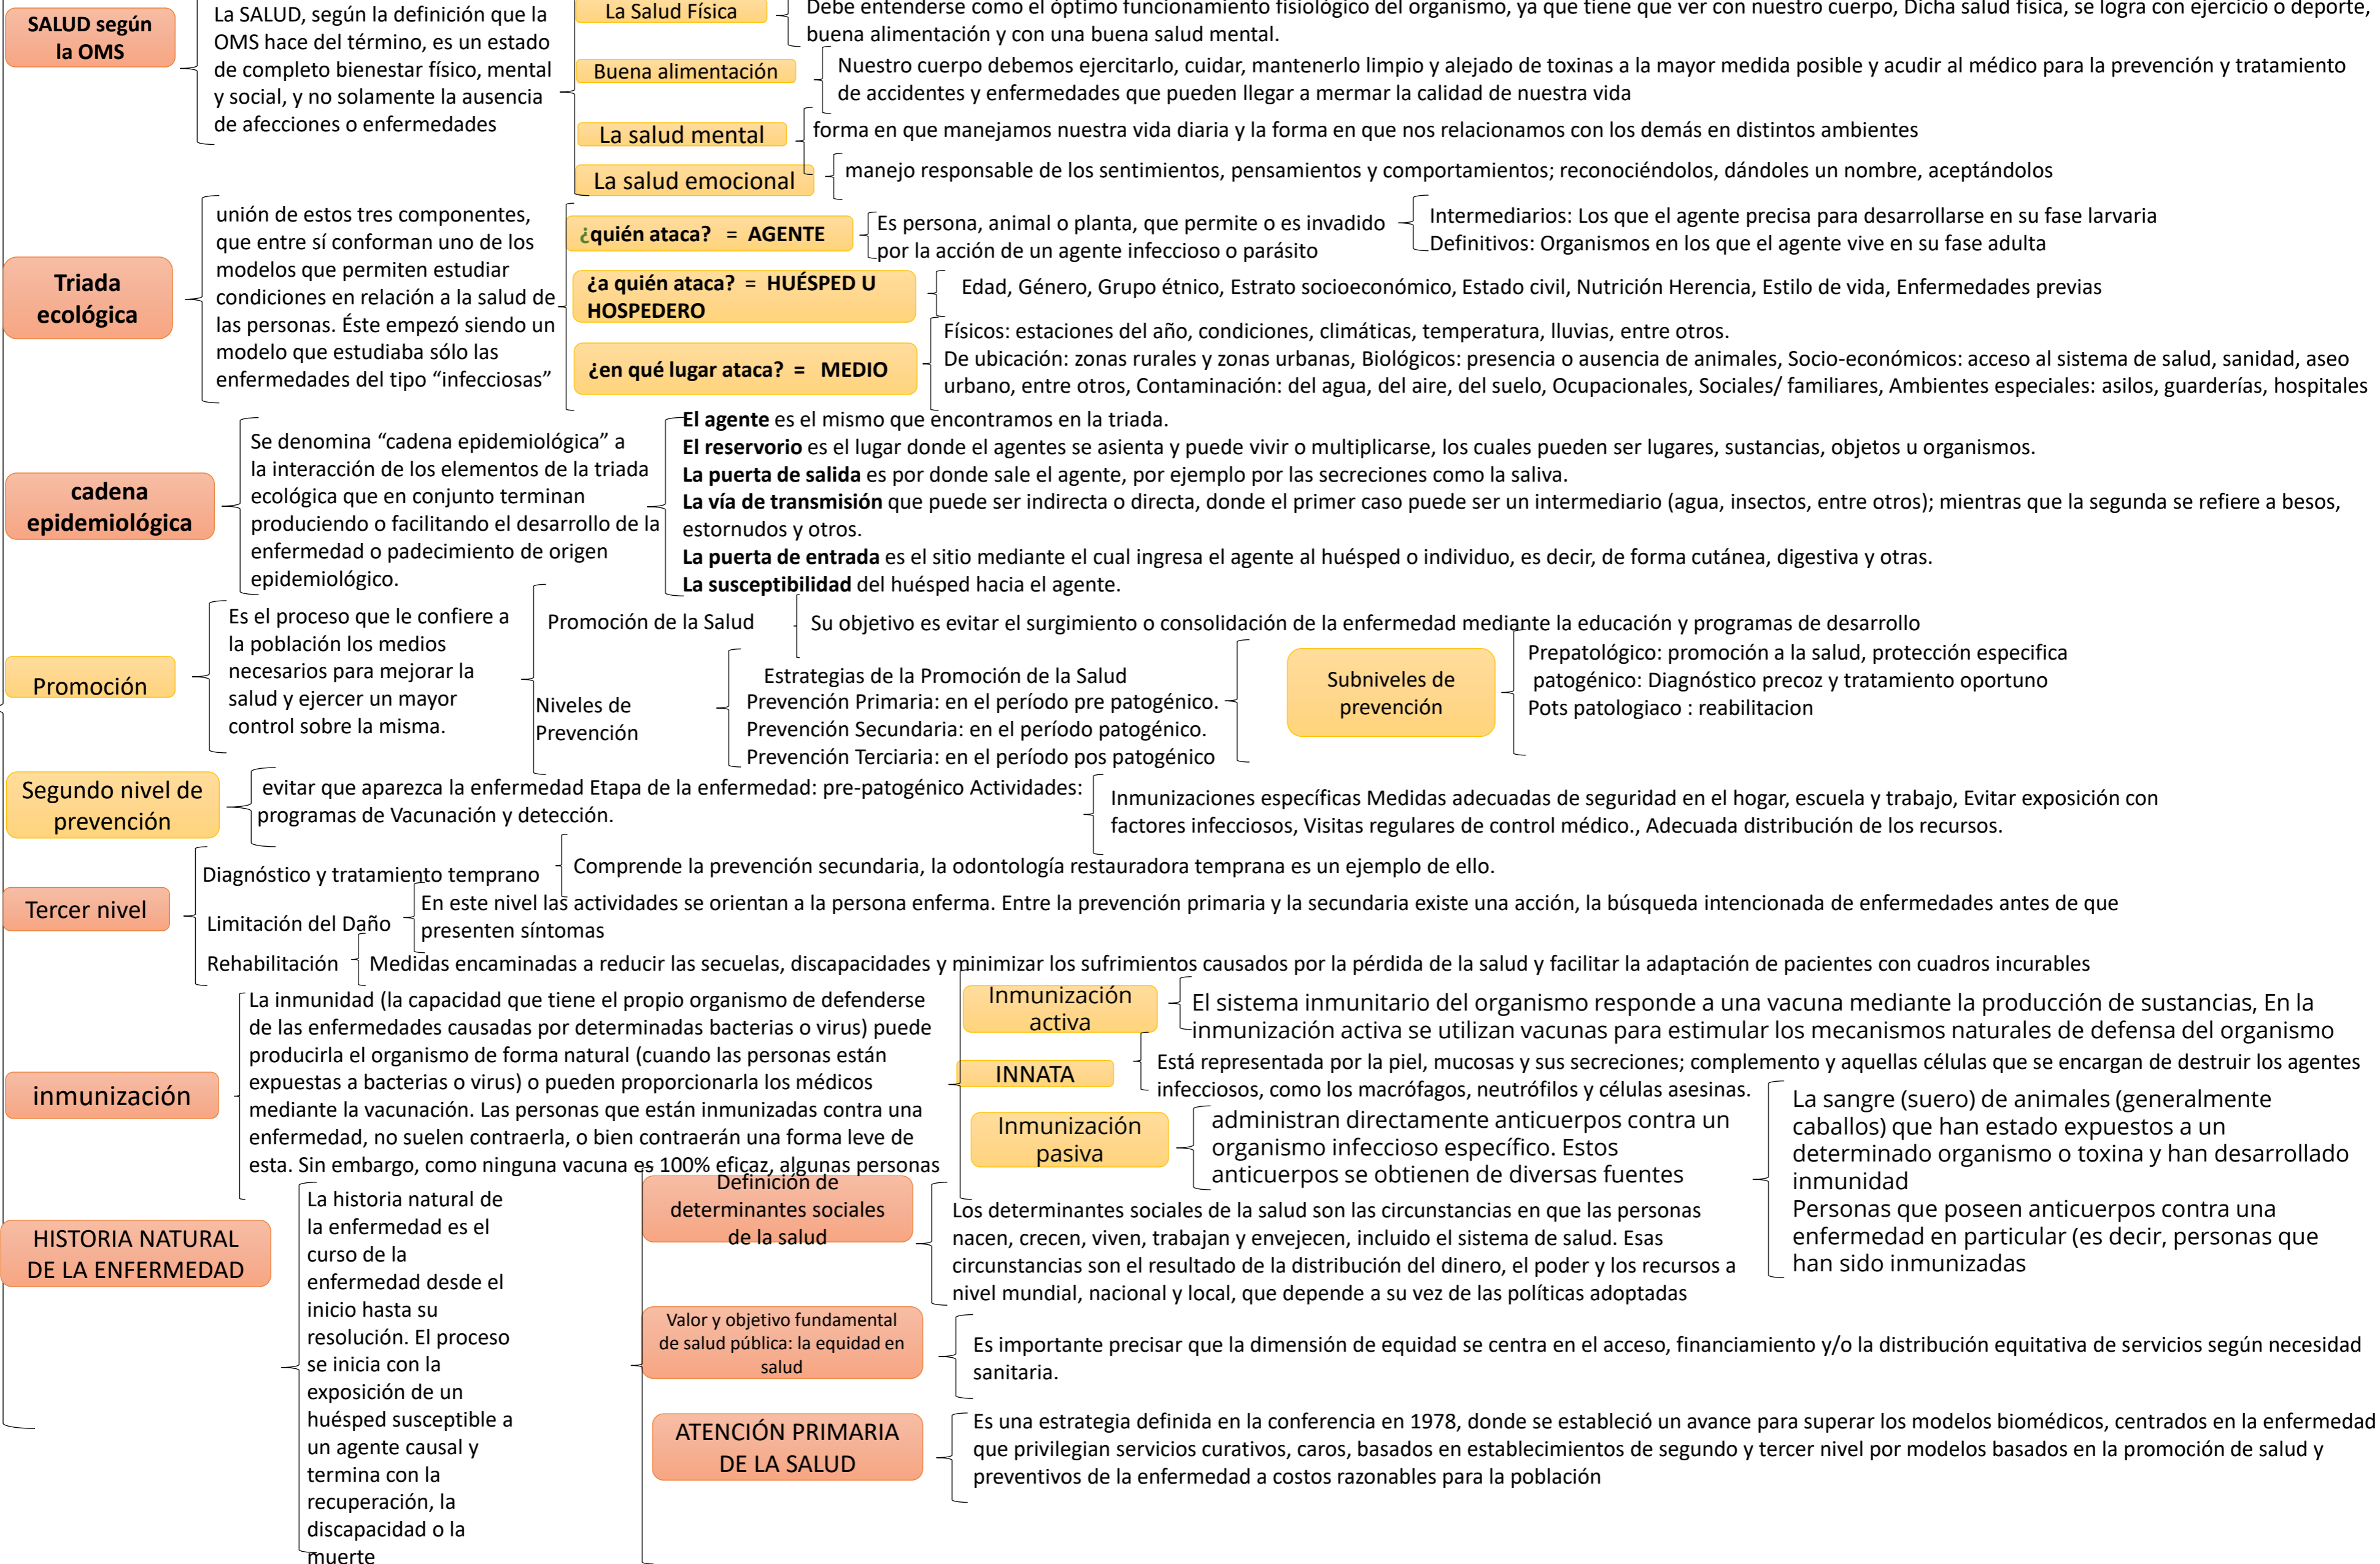 SALUD según
la OMS
La SALUD, según la definición que la
OMS hace del término, es un estado
de completo bienestar físico, mental
y social, y no solamente la ausencia
de afecciones o enfermedades
La Salud Física
Debe entenderse como el óptimo funcionamiento fisiológico del organismo, ya que tiene que ver con nuestro cuerpo, Dicha salud física, se logra con ejercicio o deporte,
buena alimentación y con una buena salud mental.
Buena alimentación
Nuestro cuerpo debemos ejercitarlo, cuidar, mantenerlo limpio y alejado de toxinas a la mayor medida posible y acudir al médico para la prevención y tratamiento
de accidentes y enfermedades que pueden llegar a mermar la calidad de nuestra vida
La salud mental
forma en que manejamos nuestra vida diaria y la forma en que nos relacionamos con los demás en distintos ambientes
La salud emocional
manejo responsable de los sentimientos, pensamientos y comportamientos; reconociéndolos, dándoles un nombre, aceptándolos
Triada
ecológica
unión de estos tres componentes,
que entre sí conforman uno de los
modelos que permiten estudiar
condiciones en relación a la salud de
las personas. Éste empezó siendo un
modelo que estudiaba sólo las
enfermedades del tipo “infecciosas”
¿quién ataca? = AGENTE
Es persona, animal o planta, que permite o es invadido
por la acción de un agente infeccioso o parásito
Intermediarios: Los que el agente precisa para desarrollarse en su fase larvaria
Definitivos: Organismos en los que el agente vive en su fase adulta
¿a quién ataca? = HUÉSPED U
HOSPEDERO
Edad, Género, Grupo étnico, Estrato socioeconómico, Estado civil, Nutrición Herencia, Estilo de vida, Enfermedades previas
¿en qué lugar ataca? = MEDIO
Físicos: estaciones del año, condiciones, climáticas, temperatura, lluvias, entre otros.
De ubicación: zonas rurales y zonas urbanas, Biológicos: presencia o ausencia de animales, Socio-económicos: acceso al sistema de salud, sanidad, aseo
urbano, entre otros, Contaminación: del agua, del aire, del suelo, Ocupacionales, Sociales/ familiares, Ambientes especiales: asilos, guarderías, hospitales
cadena
epidemiológica
Se denomina “cadena epidemiológica” a
la interacción de los elementos de la triada
ecológica que en conjunto terminan
produciendo o facilitando el desarrollo de la
enfermedad o padecimiento de origen
epidemiológico.
El agente es el mismo que encontramos en la triada.
El reservorio es el lugar donde el agentes se asienta y puede vivir o multiplicarse, los cuales pueden ser lugares, sustancias, objetos u organismos.
La puerta de salida es por donde sale el agente, por ejemplo por las secreciones como la saliva.
La vía de transmisión que puede ser indirecta o directa, donde el primer caso puede ser un intermediario (agua, insectos, entre otros); mientras que la segunda se refiere a besos,
estornudos y otros.
La puerta de entrada es el sitio mediante el cual ingresa el agente al huésped o individuo, es decir, de forma cutánea, digestiva y otras.
La susceptibilidad del huésped hacia el agente.
Promoción
Es el proceso que le confiere a
la población los medios
necesarios para mejorar la
salud y ejercer un mayor
control sobre la misma.
Promoción de la Salud
Su objetivo es evitar el surgimiento o consolidación de la enfermedad mediante la educación y programas de desarrollo
Niveles de
Prevención
Estrategias de la Promoción de la Salud
Prevención Primaria: en el período pre patogénico.
Prevención Secundaria: en el período patogénico.
Prevención Terciaria: en el período pos patogénico
Subniveles de
prevención
Prepatológico: promoción a la salud, protección especifica
patogénico: Diagnóstico precoz y tratamiento oportuno
Pots patologiaco : reabilitacion
Segundo nivel de
prevención
evitar que aparezca la enfermedad Etapa de la enfermedad: pre-patogénico Actividades:
programas de Vacunación y detección.
Inmunizaciones específicas Medidas adecuadas de seguridad en el hogar, escuela y trabajo, Evitar exposición con
factores infecciosos, Visitas regulares de control médico., Adecuada distribución de los recursos.
Tercer nivel
Diagnóstico y tratamiento temprano
Comprende la prevención secundaria, la odontología restauradora temprana es un ejemplo de ello.
Limitación del Daño
En este nivel las actividades se orientan a la persona enferma. Entre la prevención primaria y la secundaria existe una acción, la búsqueda intencionada de enfermedades antes de que
presenten síntomas
Rehabilitación
Medidas encaminadas a reducir las secuelas, discapacidades y minimizar los sufrimientos causados por la pérdida de la salud y facilitar la adaptación de pacientes con cuadros incurables
inmunización
La inmunidad (la capacidad que tiene el propio organismo de defenderse
de las enfermedades causadas por determinadas bacterias o virus) puede
producirla el organismo de forma natural (cuando las personas están
expuestas a bacterias o virus) o pueden proporcionarla los médicos
mediante la vacunación. Las personas que están inmunizadas contra una
enfermedad, no suelen contraerla, o bien contraerán una forma leve de
esta. Sin embargo, como ninguna vacuna es 100% eficaz, algunas personas
Inmunización
activa
El sistema inmunitario del organismo responde a una vacuna mediante la producción de sustancias, En la
inmunización activa se utilizan vacunas para estimular los mecanismos naturales de defensa del organismo
INNATA
Está representada por la piel, mucosas y sus secreciones; complemento y aquellas células que se encargan de destruir los agentes
infecciosos, como los macrófagos, neutrófilos y células asesinas.
Inmunización
pasiva
administran directamente anticuerpos contra un
organismo infeccioso específico. Estos
anticuerpos se obtienen de diversas fuentes
La sangre (suero) de animales (generalmente
caballos) que han estado expuestos a un
determinado organismo o toxina y han desarrollado
inmunidad
Personas que poseen anticuerpos contra una
enfermedad en particular (es decir, personas que
han sido inmunizadas
HISTORIA NATURAL
DE LA ENFERMEDAD
La historia natural de
la enfermedad es el
curso de la
enfermedad desde el
inicio hasta su
resolución. El proceso
se inicia con la
exposición de un
huésped susceptible a
un agente causal y
termina con la
recuperación, la
discapacidad o la
muerte
Definición de
determinantes sociales
de la salud
Los determinantes sociales de la salud son las circunstancias en que las personas
nacen, crecen, viven, trabajan y envejecen, incluido el sistema de salud. Esas
circunstancias son el resultado de la distribución del dinero, el poder y los recursos a
nivel mundial, nacional y local, que depende a su vez de las políticas adoptadas
Valor y objetivo fundamental
de salud pública: la equidad en
salud
Es importante precisar que la dimensión de equidad se centra en el acceso, financiamiento y/o la distribución equitativa de servicios según necesidad
sanitaria.
ATENCIÓN PRIMARIA
DE LA SALUD
Es una estrategia definida en la conferencia en 1978, donde se estableció un avance para superar los modelos biomédicos, centrados en la enfermedad
que privilegian servicios curativos, caros, basados en establecimientos de segundo y tercer nivel por modelos basados en la promoción de salud y
preventivos de la enfermedad a costos razonables para la población